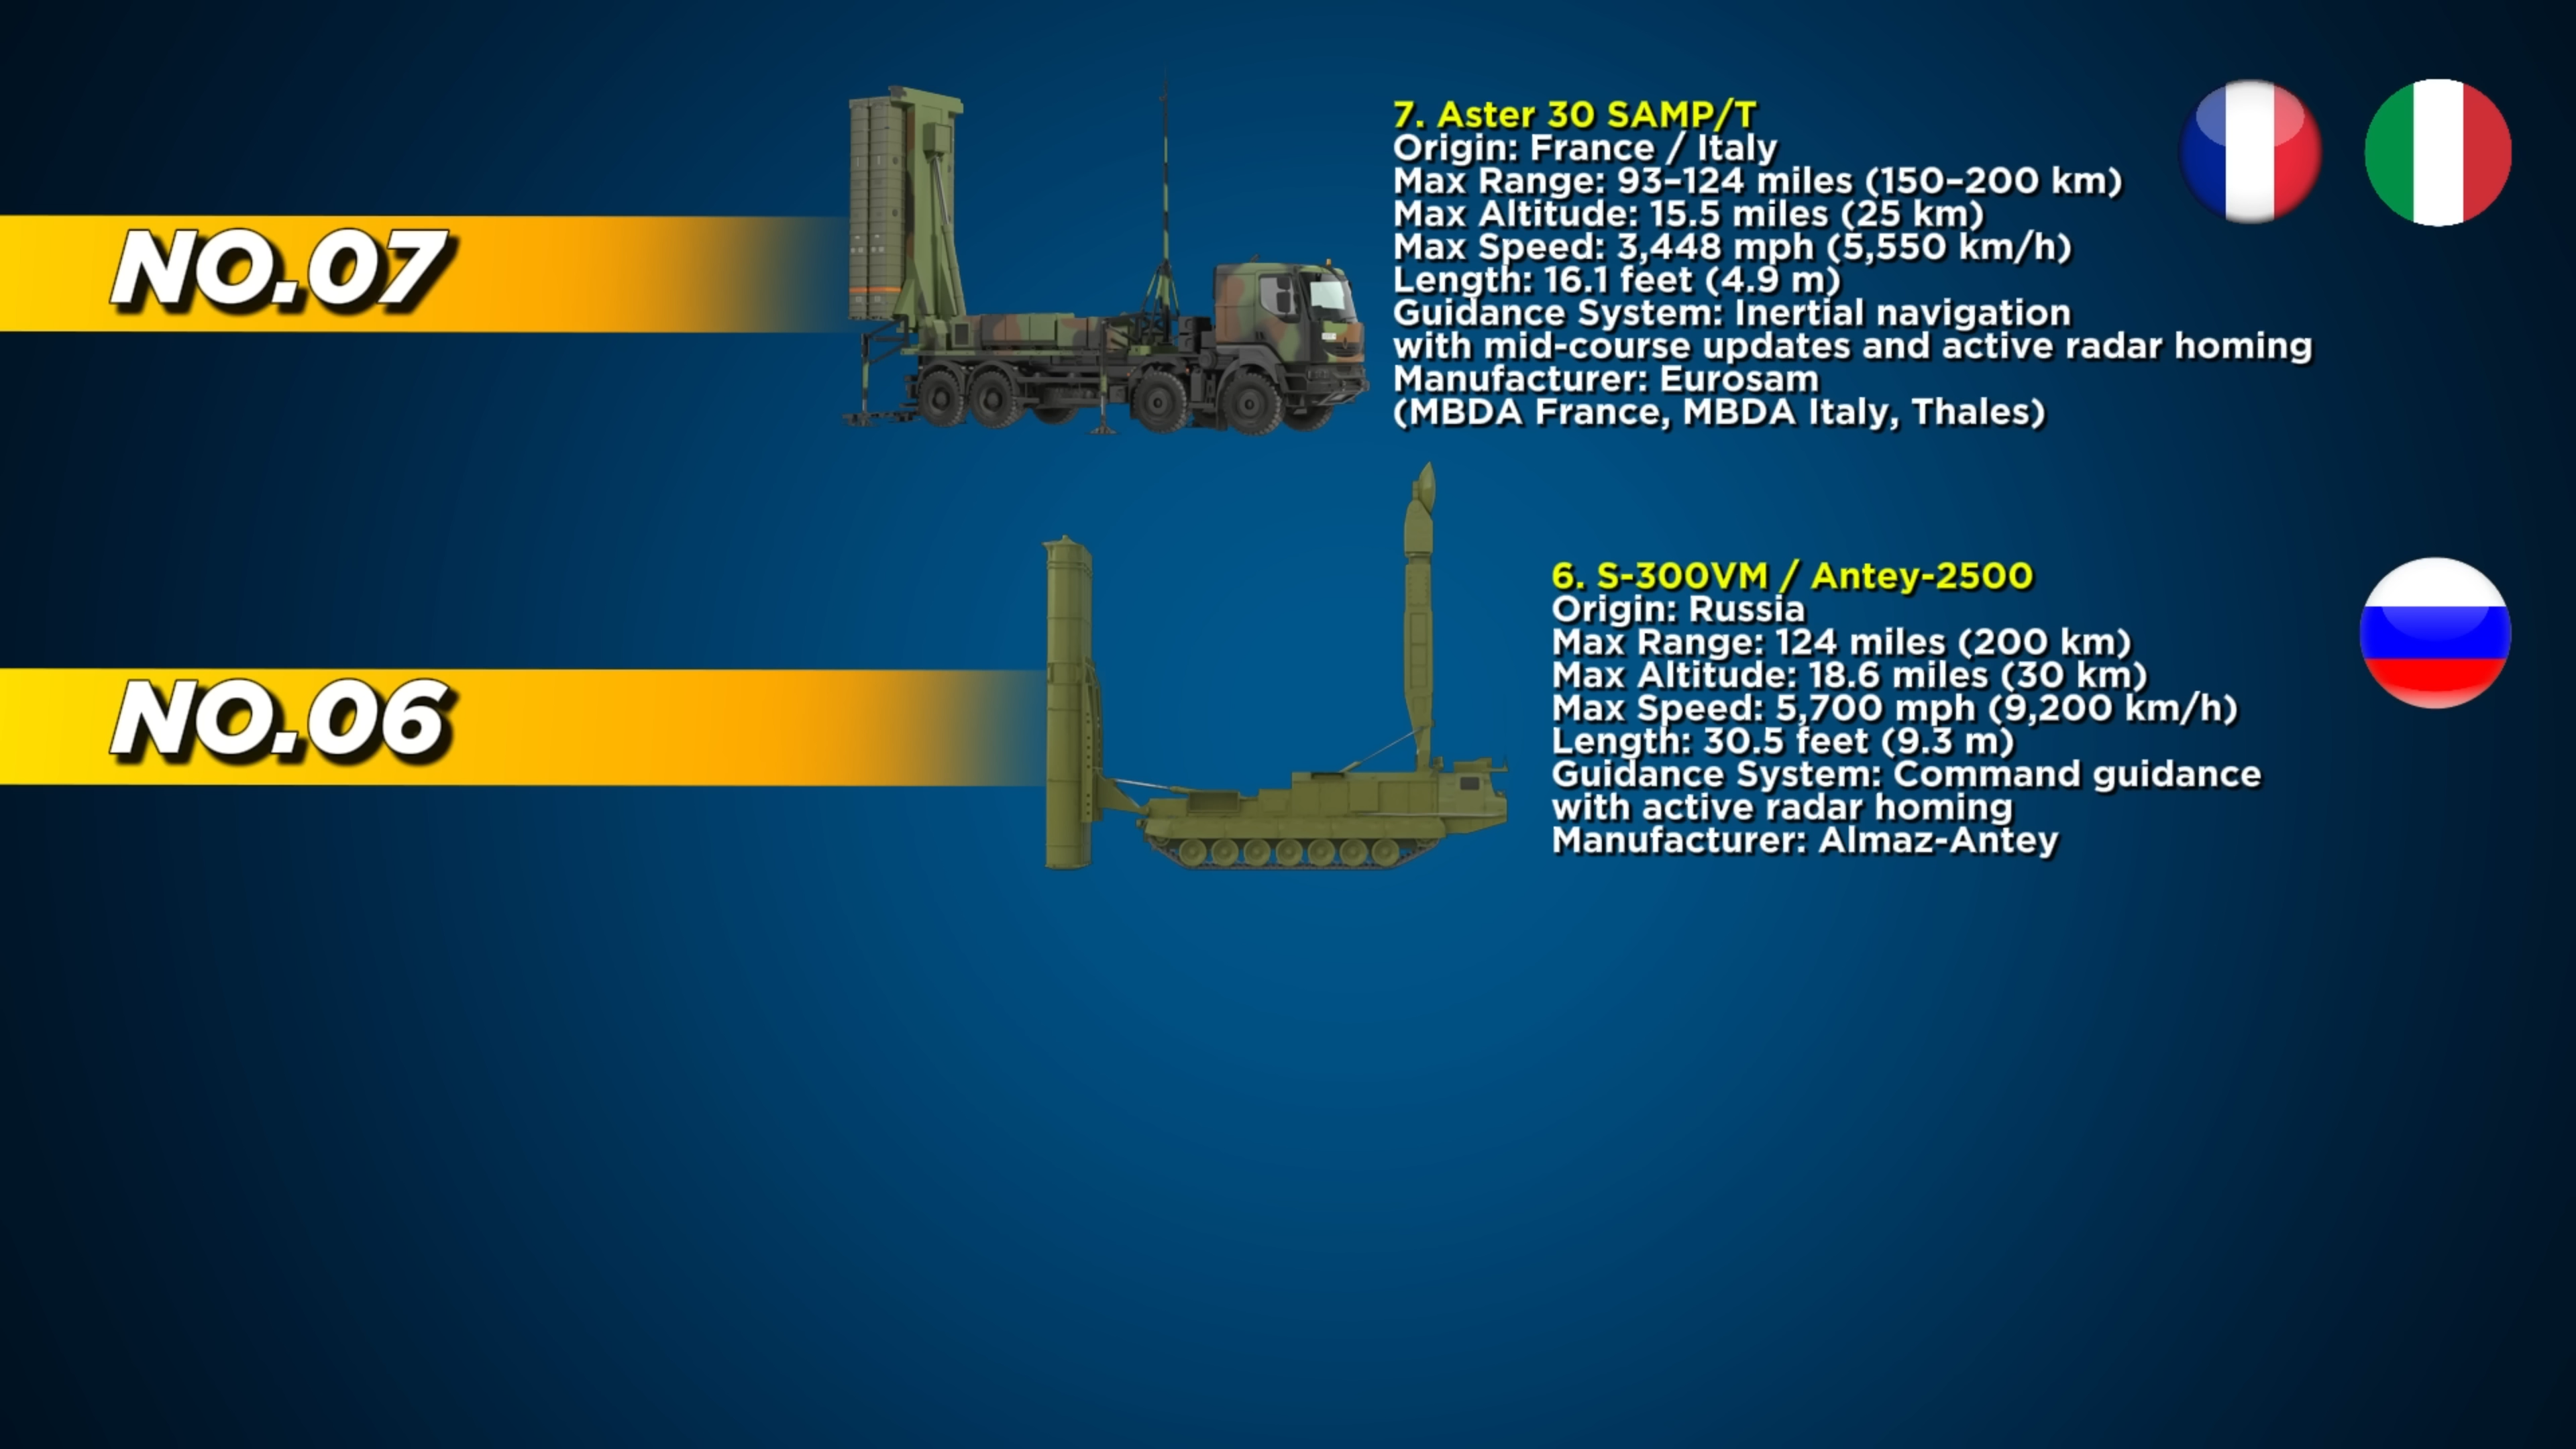 NO.07
7. Aster 30 SAMP/T
Origin: France / Italy
Max Range: 93–124 miles (150–200 km)
Max Altitude: 15.5 miles (25 km)
Max Speed: 3,448 mph (5,550 km/h)
Length: 16.1 feet (4.9 m)
Guidance System: Inertial navigation
with mid-course updates and active radar homing
Manufacturer: Eurosam
(MBDA France, MBDA Italy, Thales)
NO.06
6. S-300VM / Antey-2500
Origin: Russia
Max Range: 124 miles (200 km)
Max Altitude: 18.6 miles (30 km)
Max Speed: 5,700 mph (9,200 km/h)
Length: 30.5 feet (9.3 m)
Guidance System: Command guidance
with active radar homing
Manufacturer: Almaz-Antey